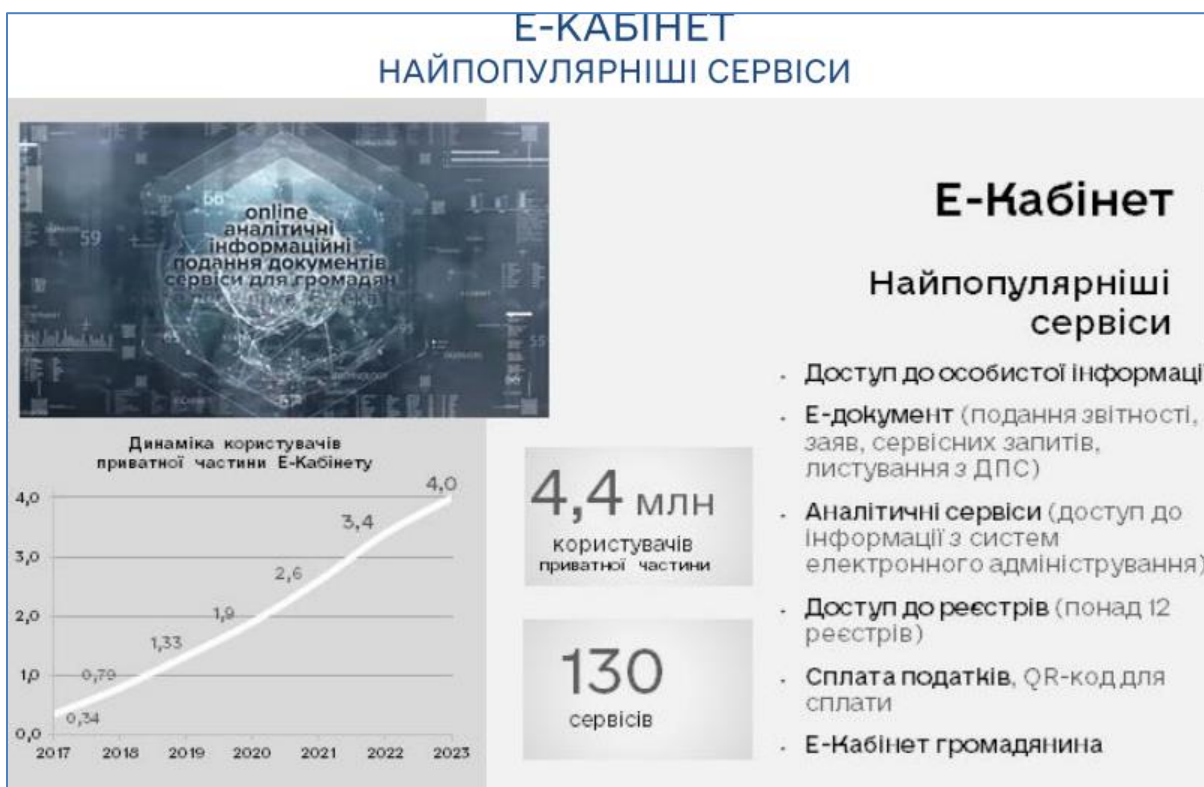 Е-КАБІНЕТ
НАЙПОПУЛЯРНІШІ СЕРВІСИ
online
аналітичні
інформаційні
подання документів
сервіси для громадян
59
66
55
Динаміка користувачів
приватної частини Е-Кабінету
4,0
3,0
2,0
1,0
0,0
0,34
0,79
1,33
1,9
2,6
3,4
4,0
2017 2018 2019 2020 2021 2022 2023
4,4 млн
користувачів
приватної частини
130
сервісів
Е-Кабінет
Найпопулярніші
сервіси
· Доступ до особистої інформаці
· Е-документ (подання звітності,
заяв, сервісних запитів,
листування з ДПС)
· Аналітичні сервіси (доступ до
інформації з систем
електронного адміністрування)
· Доступ до реєстрів (понад 12
реєстрів)
· Сплата податків, QR-код для
сплати
· Е-Кабінет громадянина